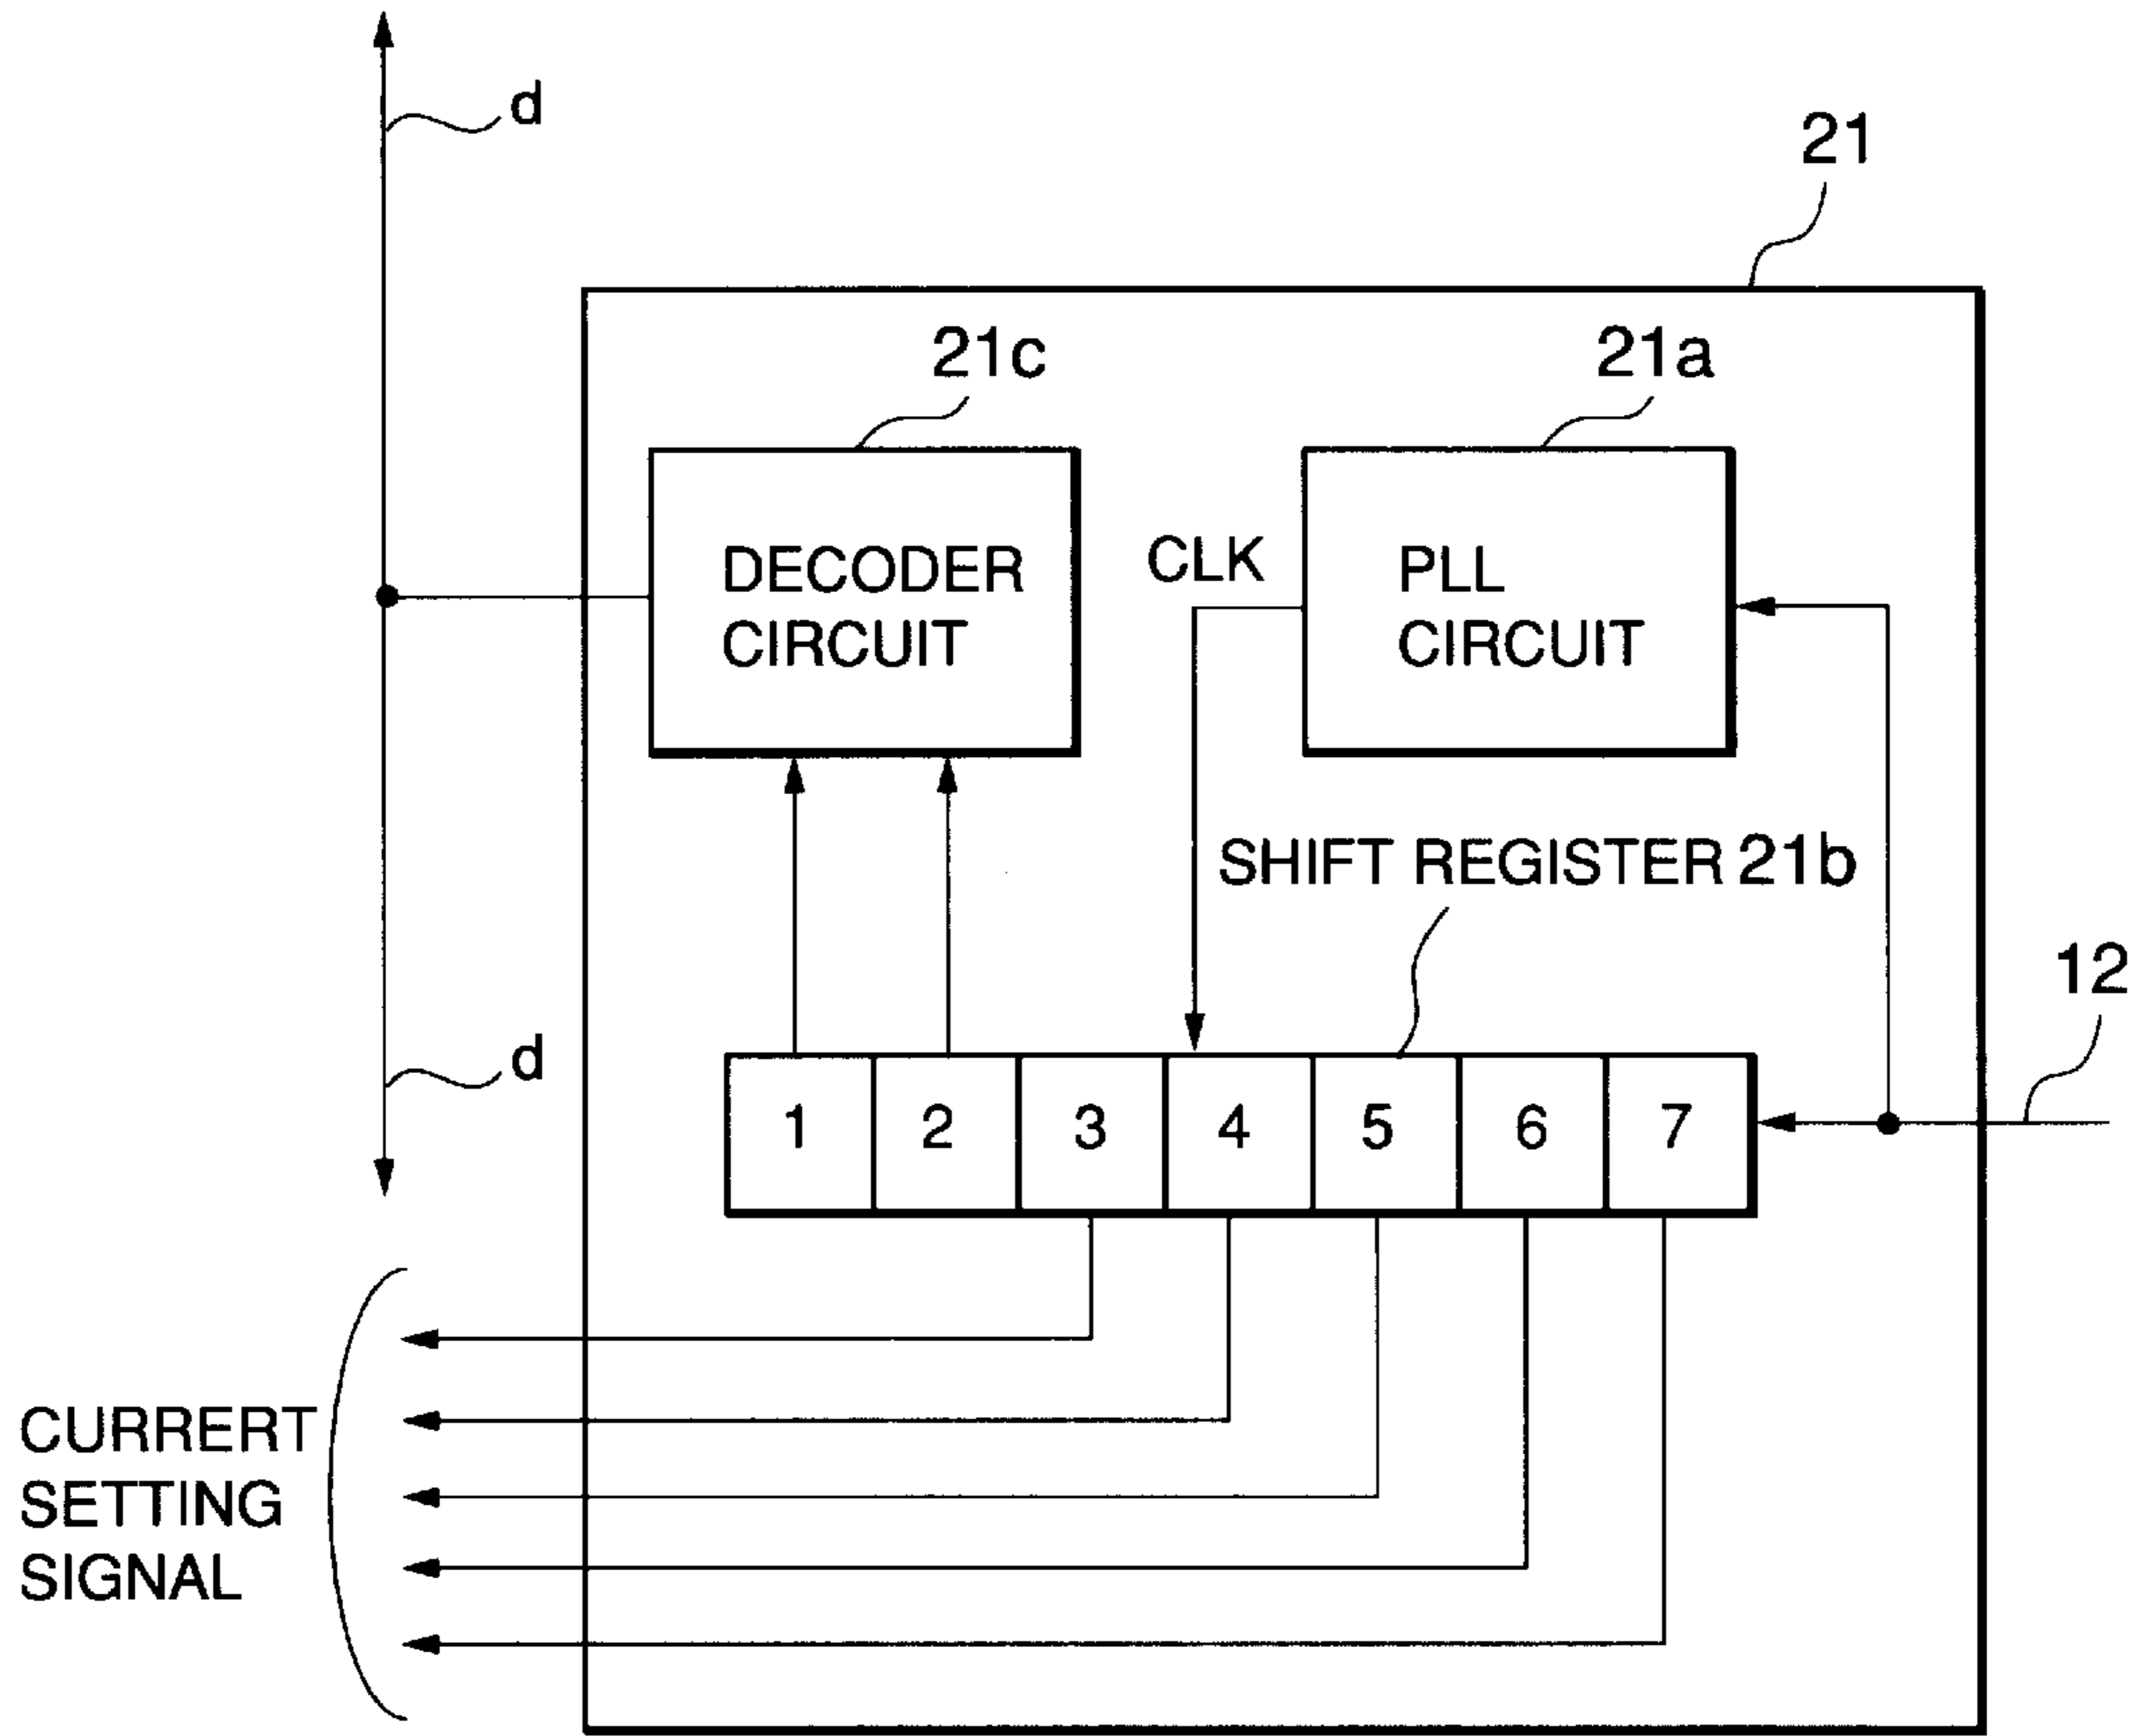 d
21
21c
21a
DECODER
CIRCUIT
CLK
PLL
CIRCUIT
SHIFT REGISTER 21b
12
d
1 2 3 4 5 6 7
CURRERT
SETTING
SIGNAL